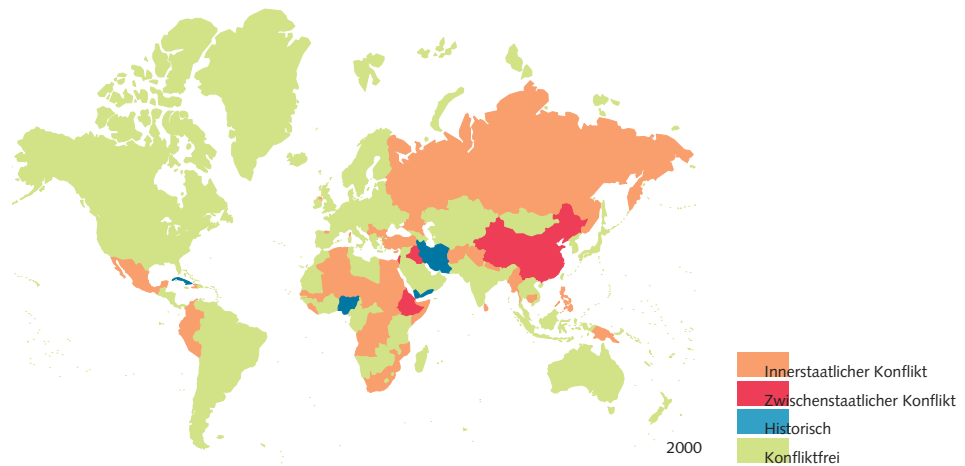 Innerstaatlicher Konflikt
Zwischenstaatlicher Konflikt
Historisch
2000
Konfliktfrei